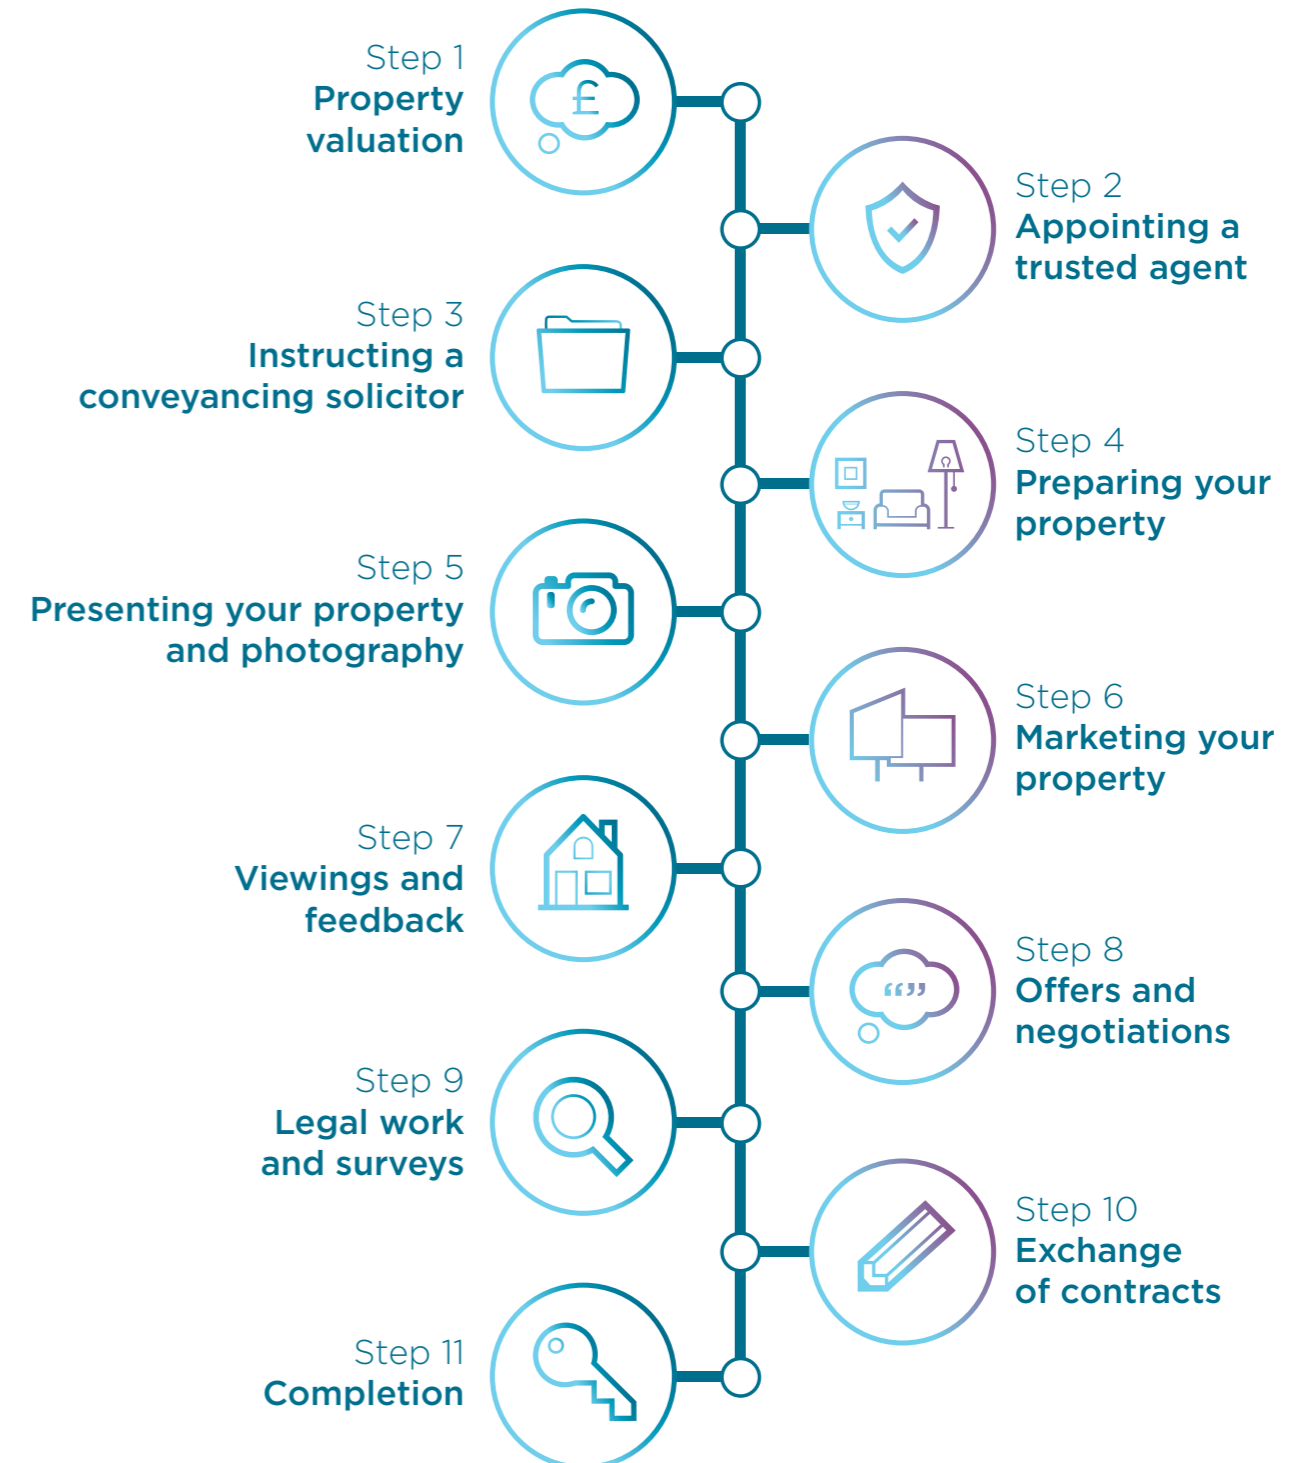 Step 1
Property
valuation
£
Step 2
Appointing a
trusted agent
Step 3
Instructing a
conveyancing solicitor
Step 4
Preparing your
property
Step 5
Presenting your property
and photography
Step 6
Marketing your
property
Step 7
Viewings and
feedback
Step 8
Offers and
negotiations
“”
Step 9
Legal work
and surveys
Step 10
Exchange
of contracts
Step 11
Completion